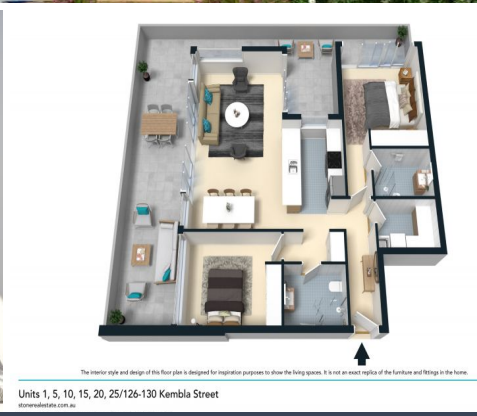 The interior style and design of this floor plan is designed for inspiration purposes to show the living spaces. It is not an exact replica of the furniture and fittings in the home.
Units 1, 5, 10, 15, 20, 25/126-130 Kembla Street
stonerealestate.com.au